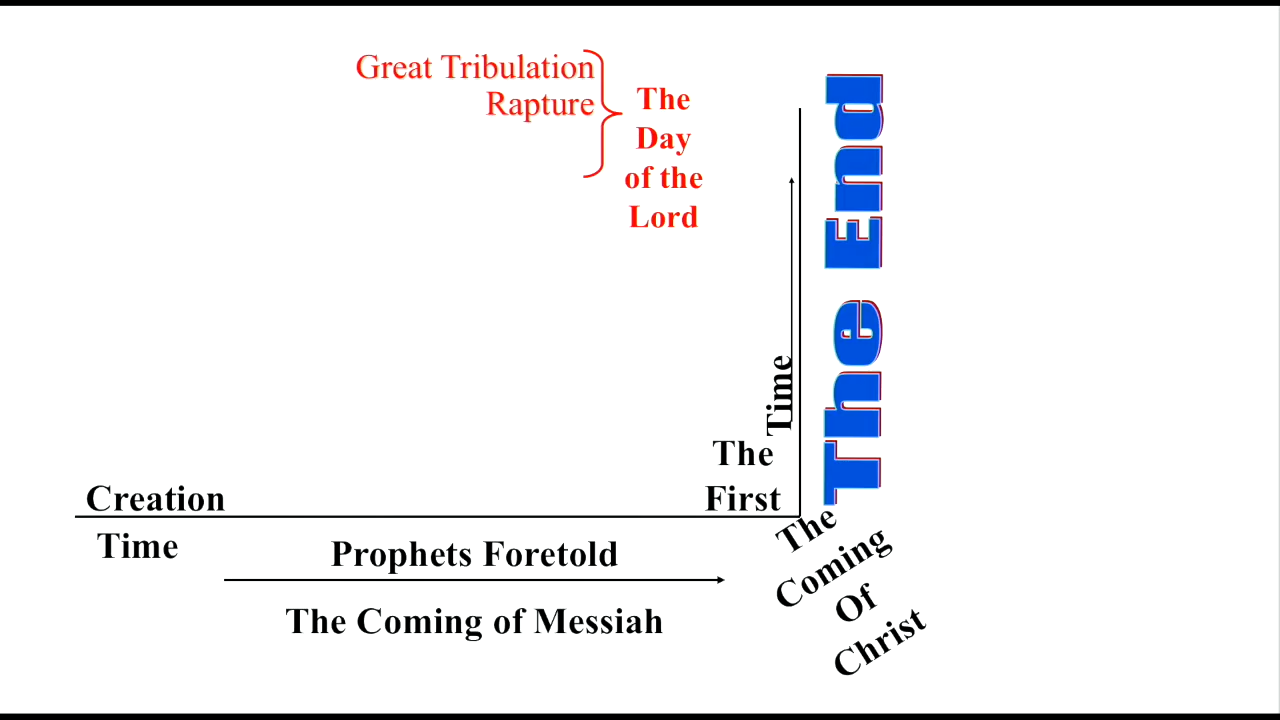 Great Tribulation
Rapture
The
Day
of the
Lord
The End
Time
The
First
Creation
Time
Prophets Foretold
The Coming of Messiah
The
Coming
Of
Christ